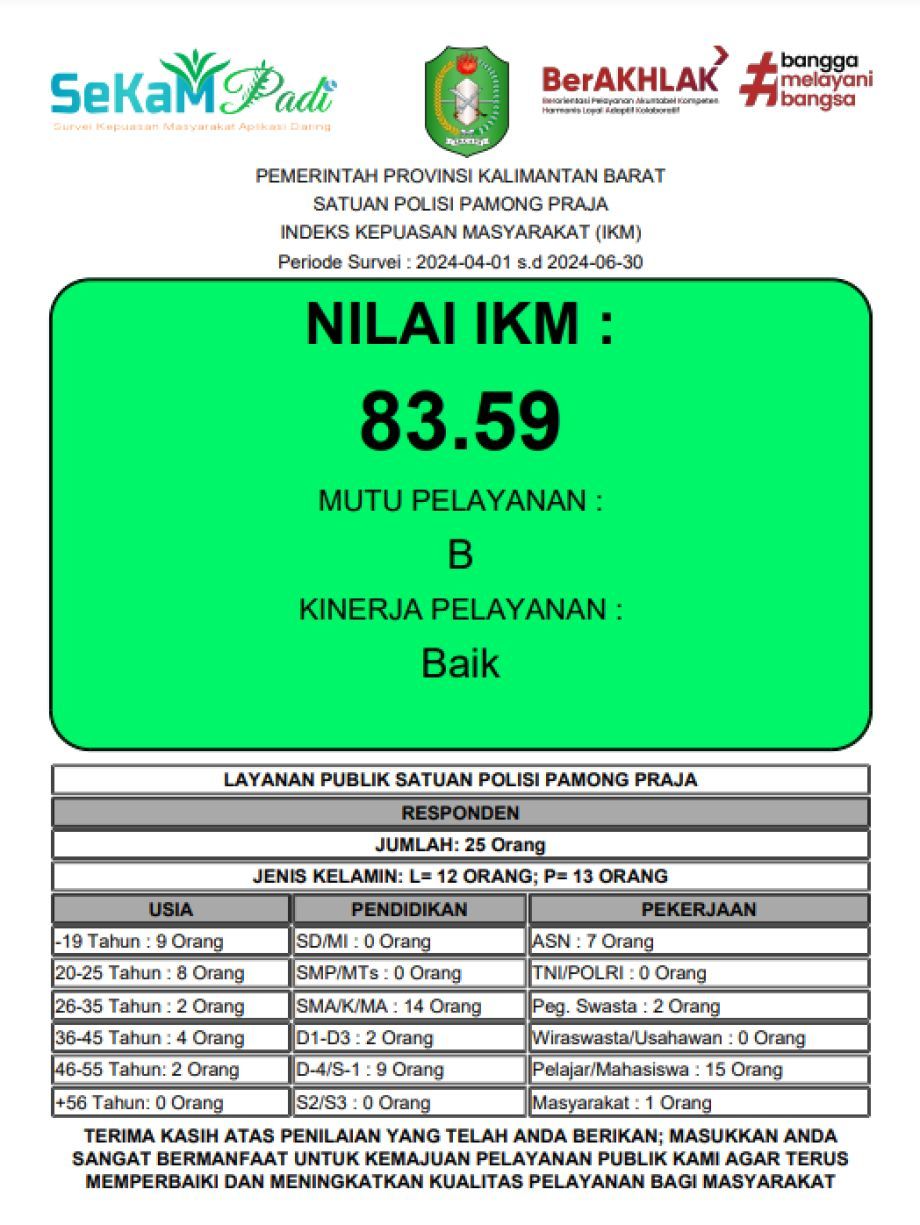 SeKaM Padi
Survei Kepuasan Masyarakat Aplikasi Daring
BerAKHLAK
Berorientasi Pelayanan Akuntabel Kompeten
Harmonis Loyal Adaptif Kolaboratif
#bangga
melayani
bangsa
PEMERINTAH PROVINSI KALIMANTAN BARAT
SATUAN POLISI PAMONG PRAJA
INDEKS KEPUASAN MASYARAKAT (IKM)
Periode Survei : 2024-04-01 s.d 2024-06-30
NILAI IKM :
83.59
MUTU PELAYANAN :
B
KINERJA PELAYANAN :
Baik
LAYANAN PUBLIK SATUAN POLISI PAMONG PRAJA
RESPONDEN
JUMLAH: 25 Orang
JENIS KELAMIN: L= 12 ORANG; P= 13 ORANG
USIA PENDIDIKAN PEKERJAAN
-19 Tahun : 9 Orang SD/MI : 0 Orang ASN : 7 Orang
20-25 Tahun : 8 Orang SMP/MTs : 0 Orang TNI/POLRI : 0 Orang
26-35 Tahun : 2 Orang SMA/K/MA : 14 Orang Peg. Swasta : 2 Orang
36-45 Tahun : 4 Orang D1-D3 : 2 Orang Wiraswasta/Usahawan : 0 Orang
46-55 Tahun: 2 Orang D-4/S-1 : 9 Orang Pelajar/Mahasiswa : 15 Orang
+56 Tahun: 0 Orang S2/S3 : 0 Orang Masyarakat : 1 Orang
TERIMA KASIH ATAS PENILAIAN YANG TELAH ANDA BERIKAN; MASUKKAN ANDA
SANGAT BERMANFAAT UNTUK KEMAJUAN PELAYANAN PUBLIK KAMI AGAR TERUS
MEMPERBAIKI DAN MENINGKATKAN KUALITAS PELAYANAN BAGI MASYARAKAT